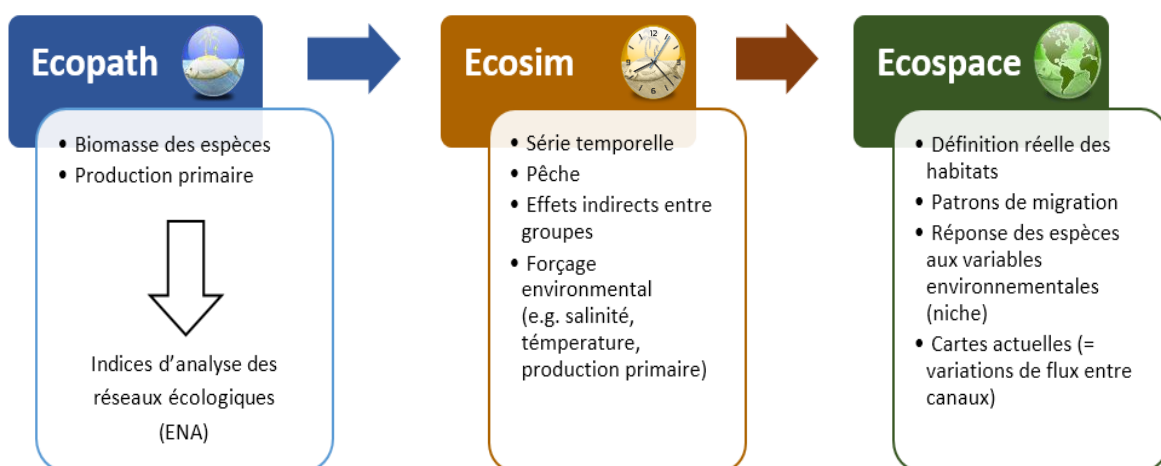 Ecopath
• Biomasse des espèces
• Production primaire
Indices d'analyse des
réseaux écologiques
(ENA)
Ecosim
• Série temporelle
• Pêche
• Effets indirects entre
groupes
• Forçage
environmental
(e.g. salinité,
témpérature,
production primaire)
Ecospace
• Définition réelle des
habitats
• Patrons de migration
• Réponse des espèces
aux variables
environnementales
(niche)
• Cartes actuelles (=
variations de flux entre
canaux)